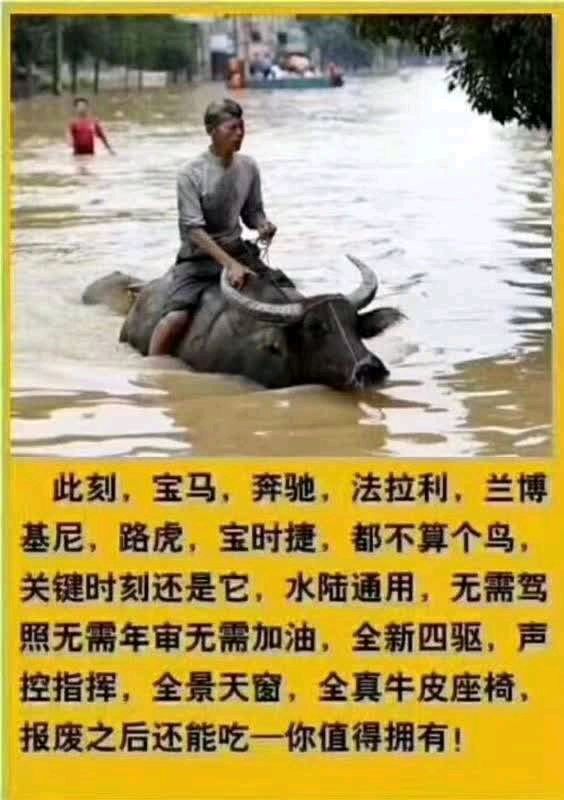 此刻，宝马，奔驰，法拉利，兰博
基尼，路虎，宝时捷，都不算个鸟，
关键时刻还是它，水陆通用，无需驾
照无需年审无需加油，全新四驱，声
控指挥，全景天窗，全真牛皮座椅，
报废之后还能吃—你值得拥有！